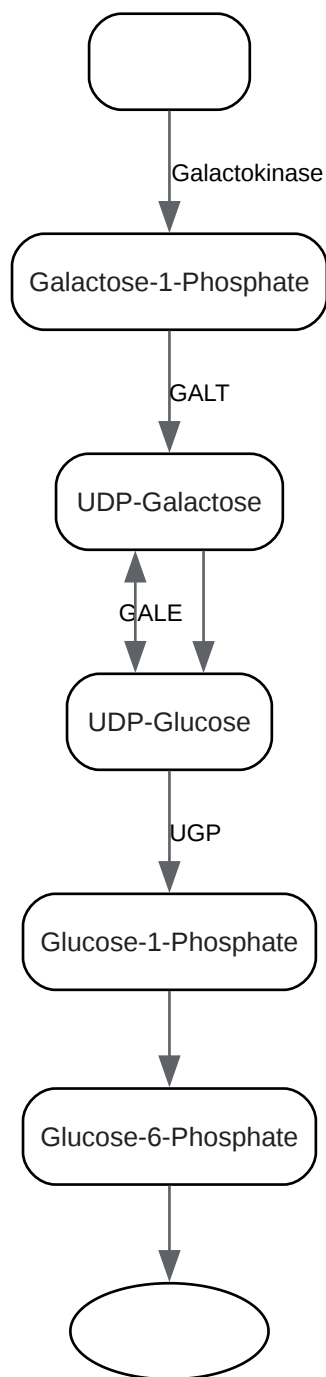 Galactokinase
Galactose-1-Phosphate
GALT
UDP-Galactose
GALE
UDP-Glucose
UGP
Glucose-1-Phosphate
Glucose-6-Phosphate